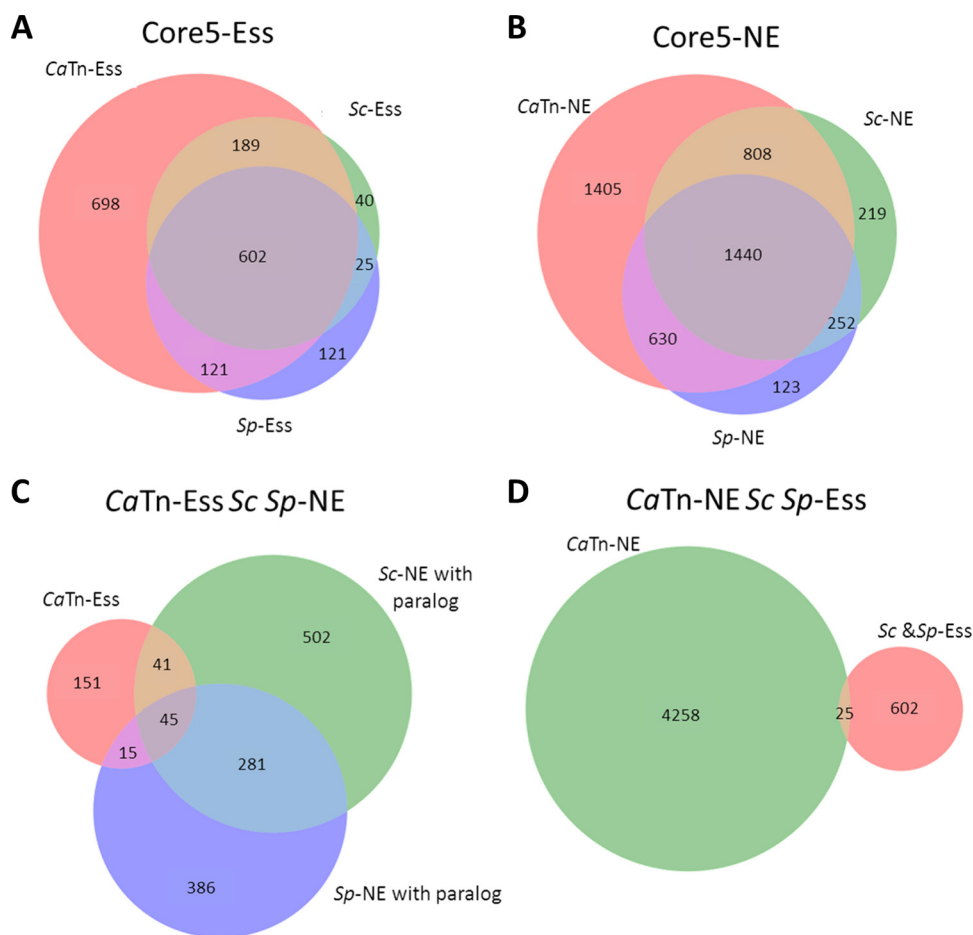 A
Core5-Ess
CaTn-Ess
Sc-Ess
189
698
40
602
25
121
121
Sp-Ess
B
Core5-NE
CaTn-NE
Sc-NE
808
1405
219
1440
252
630
123
Sp-NE
C
CaTn-Ess Sc Sp-NE
CaTn-Ess
Sc-NE with
paralog
502
41
151
45
15
281
386
Sp-NE with paralog
D
CaTn-NE Sc Sp-Ess
CaTn-NE
Sc &Sp-Ess
4258
25
602